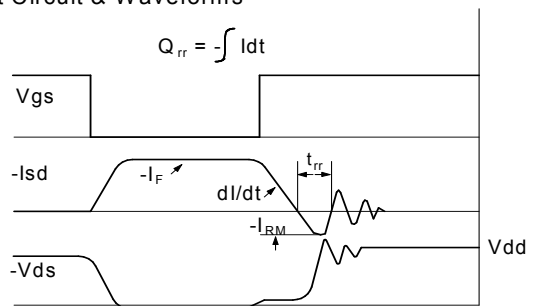 t Circuit & Waveforms
Q rr = -∫ Idt
Vgs
-Isd
-I F
dI/dt
t rr
-I RM
Vdd
-Vds